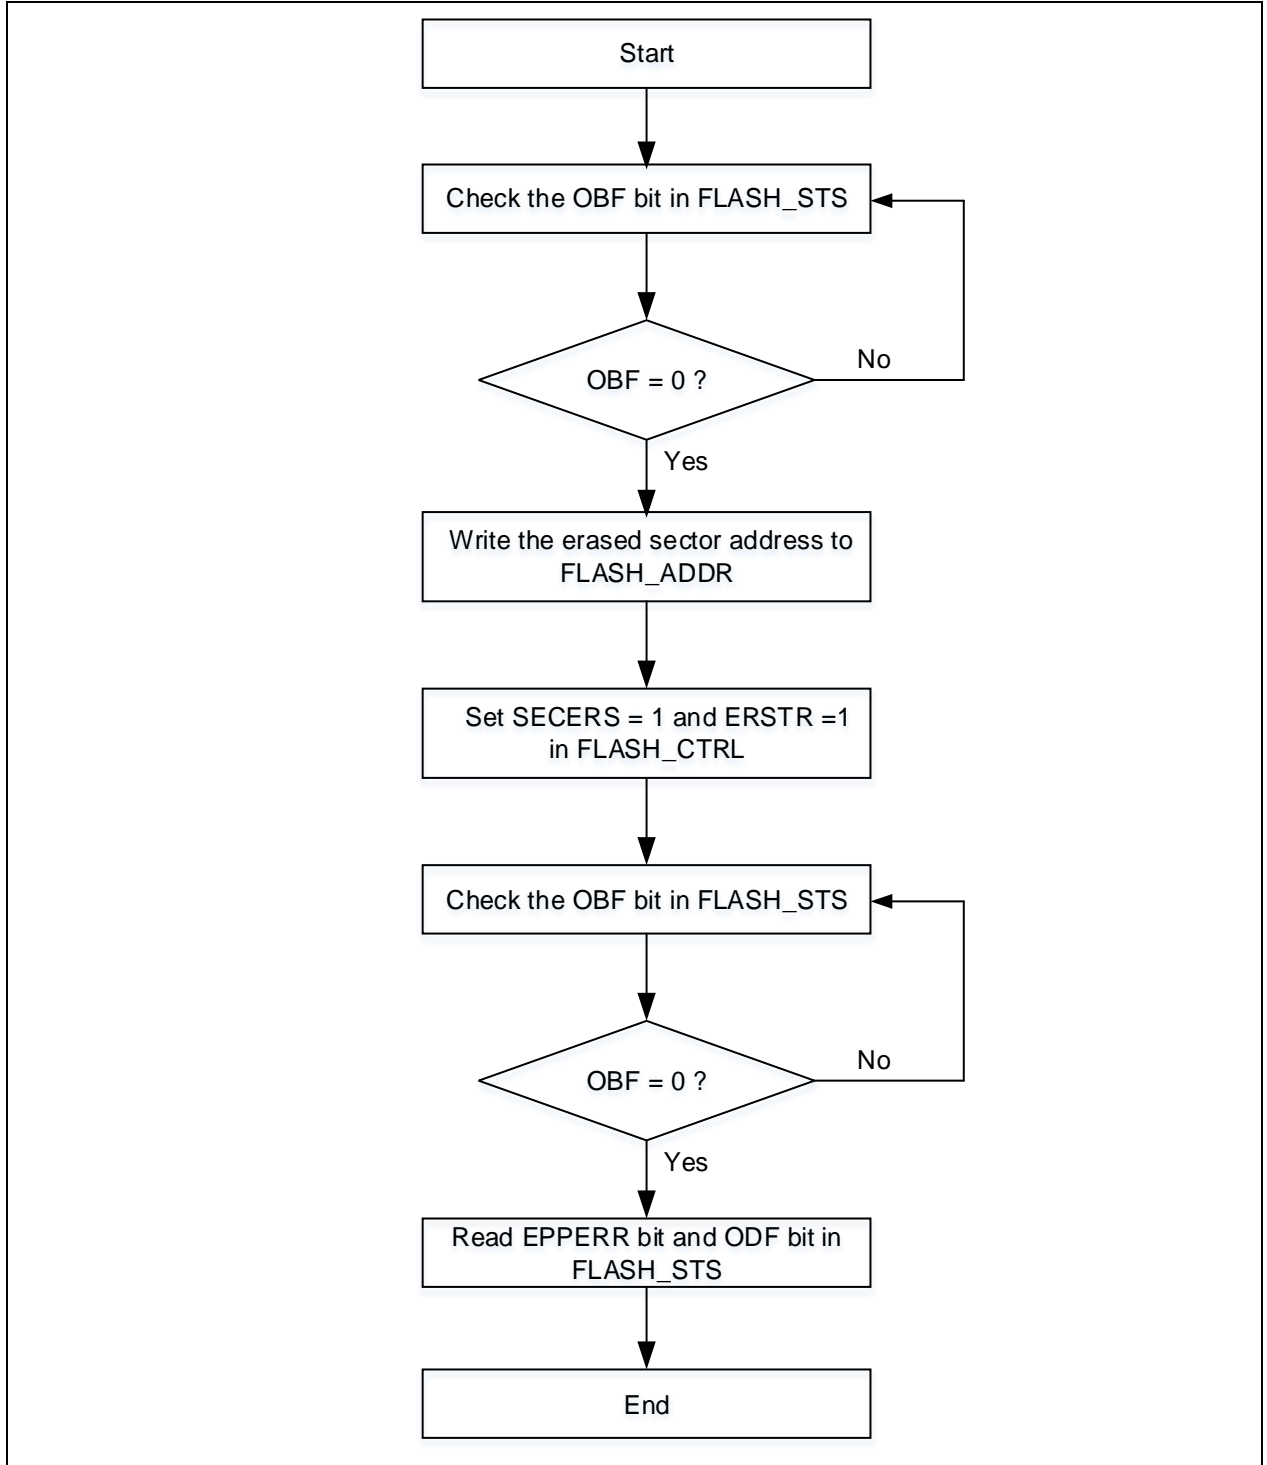 Start
Check the OBF bit in FLASH_STS
OBF = 0 ?
No
Yes
Write the erased sector address to
FLASH_ADDR
Set SECERS = 1 and ERSTR =1
in FLASH_CTRL
Check the OBF bit in FLASH_STS
OBF = 0 ?
No
Yes
Read EPPERR bit and ODF bit in
FLASH_STS
End